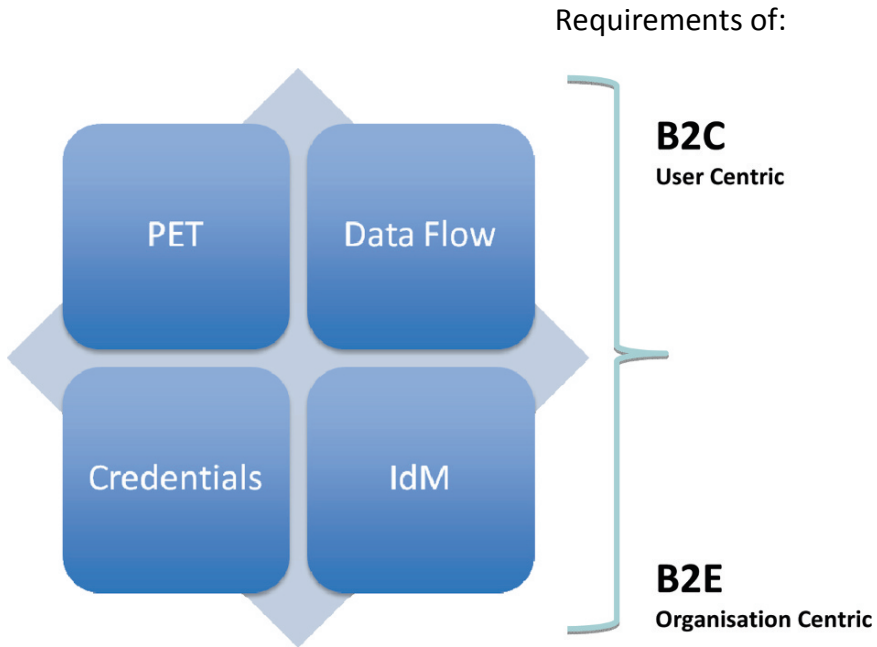 Requirements of:
B2C
User Centric
PET
Data Flow
Credentials
IdM
B2E
Organisation Centric